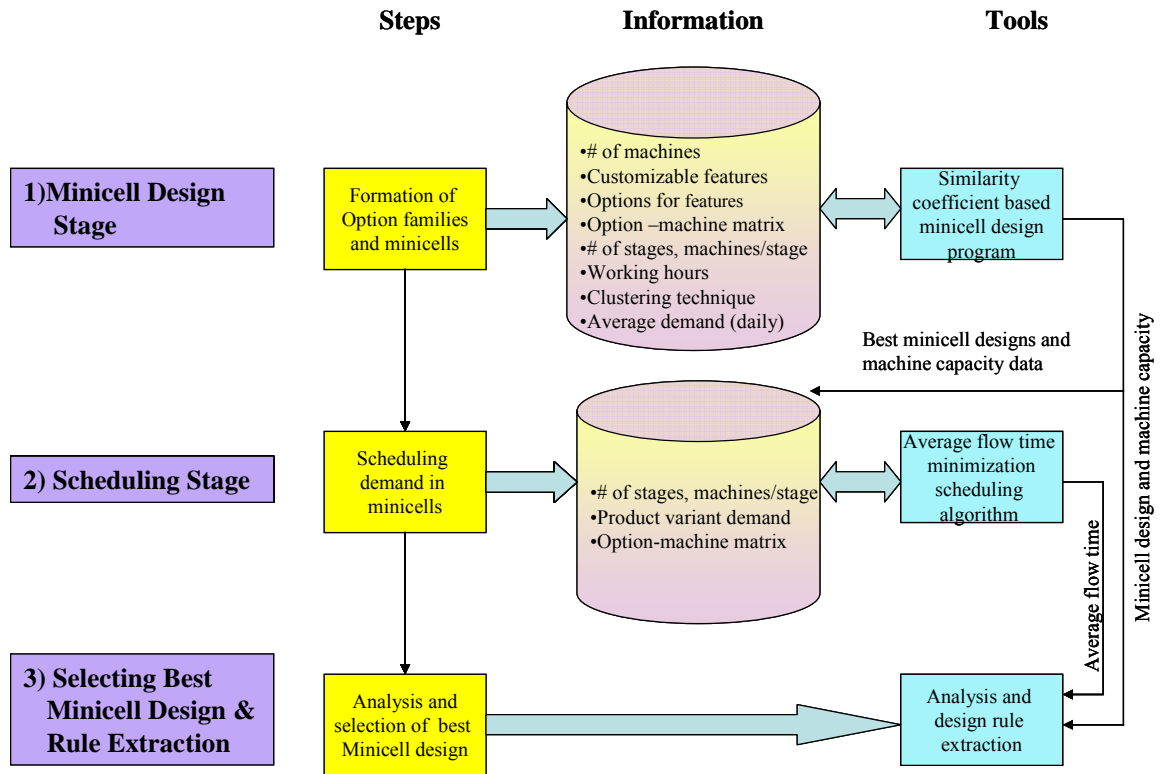 Steps
Information
Tools
1)Minicell Design
Stage
Formation of
Option families
and minicells
•# of machines
•Customizable features
•Options for features
•Option –machine matrix
•# of stages, machines/stage
•Working hours
•Clustering technique
•Average demand (daily)
Similarity
coefficient based
minicell design
program
Best minicell designs and
machine capacity data
Minicell design and machine capacity
2) Scheduling Stage
Scheduling
demand in
minicells
•# of stages, machines/stage
•Product variant demand
•Option-machine matrix
Average flow time
minimization
scheduling
algorithm
Average flow time
3) Selecting Best
Minicell Design &
Rule Extraction
Analysis and
selection of best
Minicell design
Analysis and
design rule
extraction